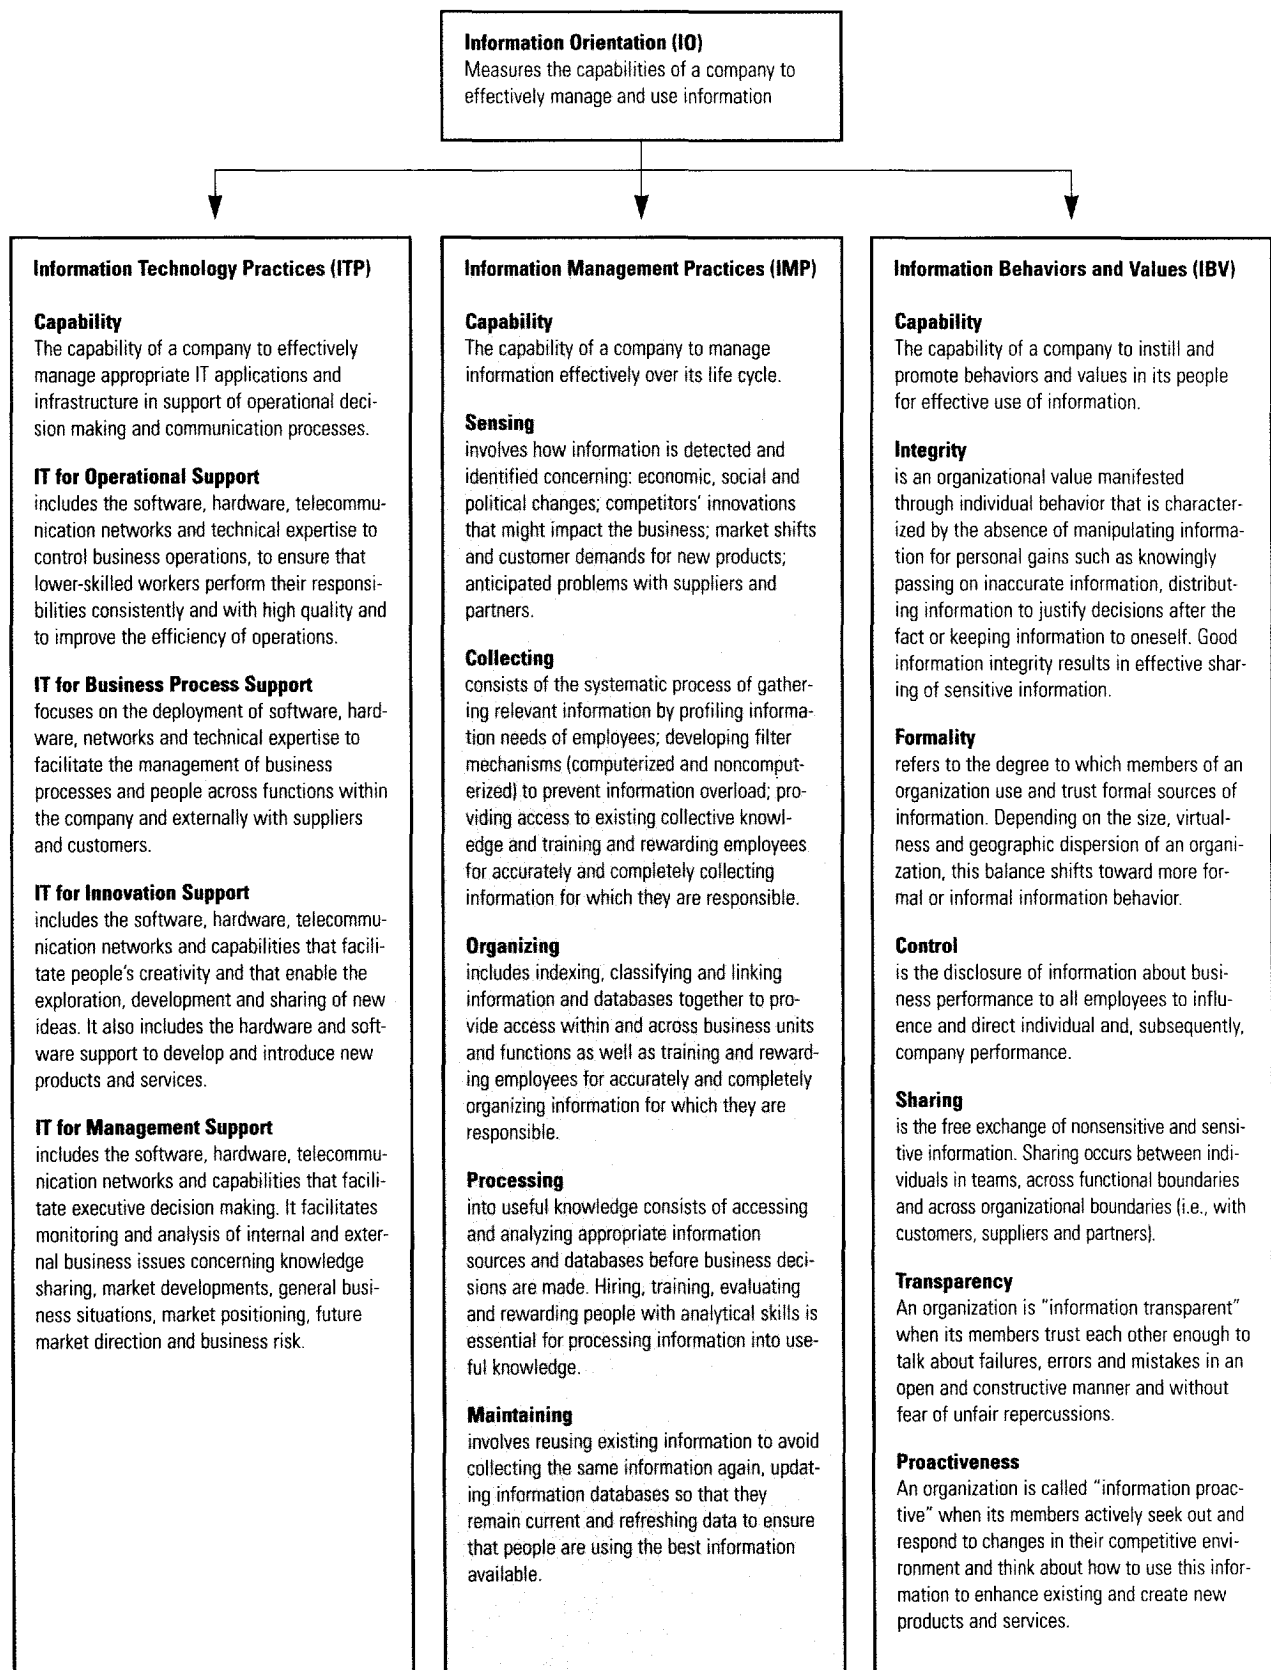 Information Orientation (IO)
Measures the capabilities of a company to
effectively manage and use information
Information Technology Practices (ITP)
Capability
The capability of a company to effectively
manage appropriate IT applications and
infrastructure in support of operational deci-
sion making and communication processes.
IT for Operational Support
includes the software, hardware, telecommu-
nication networks and technical expertise to
control business operations, to ensure that
lower-skilled workers perform their responsi-
bilities consistently and with high quality and
to improve the efficiency of operations.
IT for Business Process Support
focuses on the deployment of software, hard-
ware, networks and technical expertise to
facilitate the management of business
processes and people across functions within
the company and externally with suppliers
and customers.
IT for Innovation Support
includes the software, hardware, telecommu-
nication networks and capabilities that facili-
tate people's creativity and that enable the
exploration, development and sharing of new
ideas. It also includes the hardware and soft-
ware support to develop and introduce new
products and services.
IT for Management Support
includes the software, hardware, telecommu-
nication networks and capabilities that facili-
tate executive decision making. It facilitates
monitoring and analysis of internal and exter-
nal business issues concerning knowledge
sharing, market developments, general busi-
ness situations, market positioning, future
market direction and business risk.
Information Management Practices (IMP)
Capability
The capability of a company to manage
information effectively over its life cycle.
Sensing
involves how information is detected and
identified concerning: economic, social and
political changes; competitors' innovations
that might impact the business; market shifts
and customer demands for new products;
anticipated problems with suppliers and
partners.
Collecting
consists of the systematic process of gather-
ing relevant information by profiling informa-
tion needs of employees; developing filter
mechanisms (computerized and noncomput-
erized) to prevent information overload; pro-
viding access to existing collective knowl-
edge and training and rewarding employees
for accurately and completely collecting
information for which they are responsible.
Organizing
includes indexing, classifying and linking
information and databases together to pro-
vide access within and across business units
and functions as well as training and reward-
ing employees for accurately and completely
organizing information for which they are
responsible.
Processing
into useful knowledge consists of accessing
and analyzing appropriate information
sources and databases before business deci-
sions are made. Hiring, training, evaluating
and rewarding people with analytical skills is
essential for processing information into use-
ful knowledge.
Maintaining
involves reusing existing information to avoid
collecting the same information again, updat-
ing information databases so that they
remain current and refreshing data to ensure
that people are using the best information
available.
Information Behaviors and Values (IBV)
Capability
The capability of a company to instill and
promote behaviors and values in its people
for effective use of information.
Integrity
is an organizational value manifested
through individual behavior that is character-
ized by the absence of manipulating informa-
tion for personal gains such as knowingly
passing on inaccurate information, distribut-
ing information to justify decisions after the
fact or keeping information to oneself. Good
information integrity results in effective shar-
ing of sensitive information.
Formality
refers to the degree to which members of an
organization use and trust formal sources of
information. Depending on the size, virtual-
ness and geographic dispersion of an organi-
zation, this balance shifts toward more for-
mal or informal information behavior.
Control
is the disclosure of information about busi-
ness performance to all employees to influ-
ence and direct individual and, subsequently,
company performance.
Sharing
is the free exchange of nonsensitive and sensi-
tive information. Sharing occurs between indi-
viduals in teams, across functional boundaries
and across organizational boundaries (i.e., with
customers, suppliers and partners).
Transparency
An organization is "information transparent"
when its members trust each other enough to
talk about failures, errors and mistakes in an
open and constructive manner and without
fear of unfair repercussions.
Proactiveness
An organization is called "information proac-
tive" when its members actively seek out and
respond to changes in their competitive envi-
ronment and think about how to use this infor-
mation to enhance existing and create new
products and services.